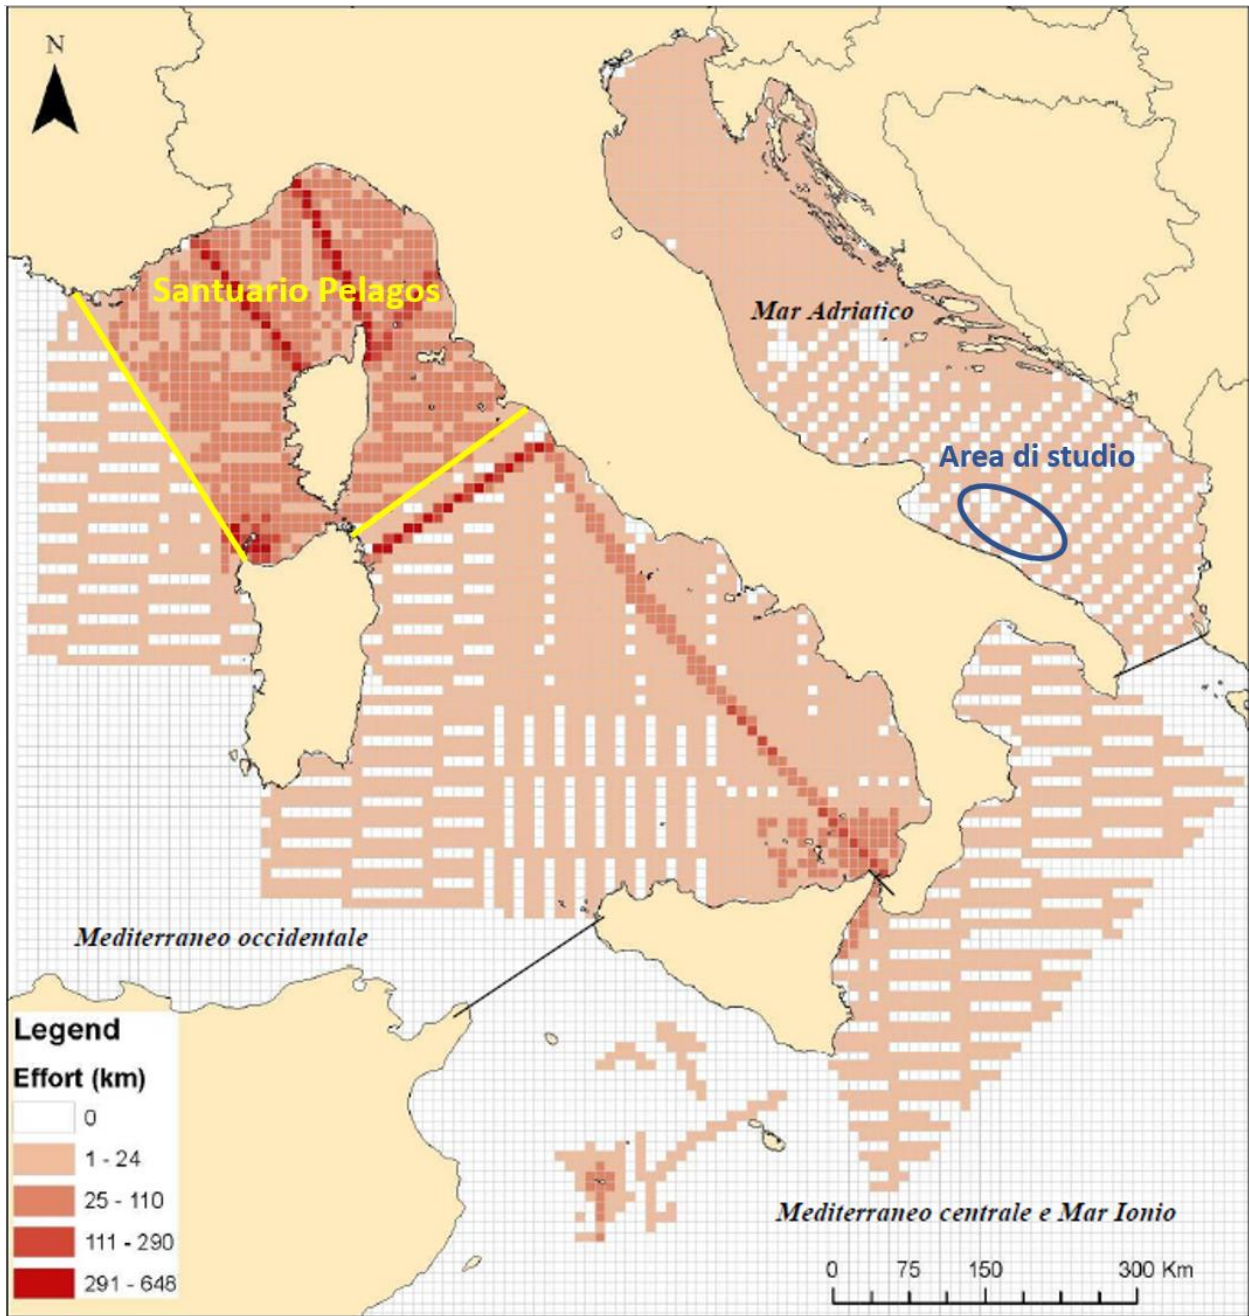 N
Santuario Pelagos
Mar Adriatico
Area di studio
Mediterraneo occidentale
Legend
Effort (km)
0
1 - 24
25 - 110
111 - 290
291 - 648
Mediterraneo centrale e Mar Ionio
0 75 150 300 Km